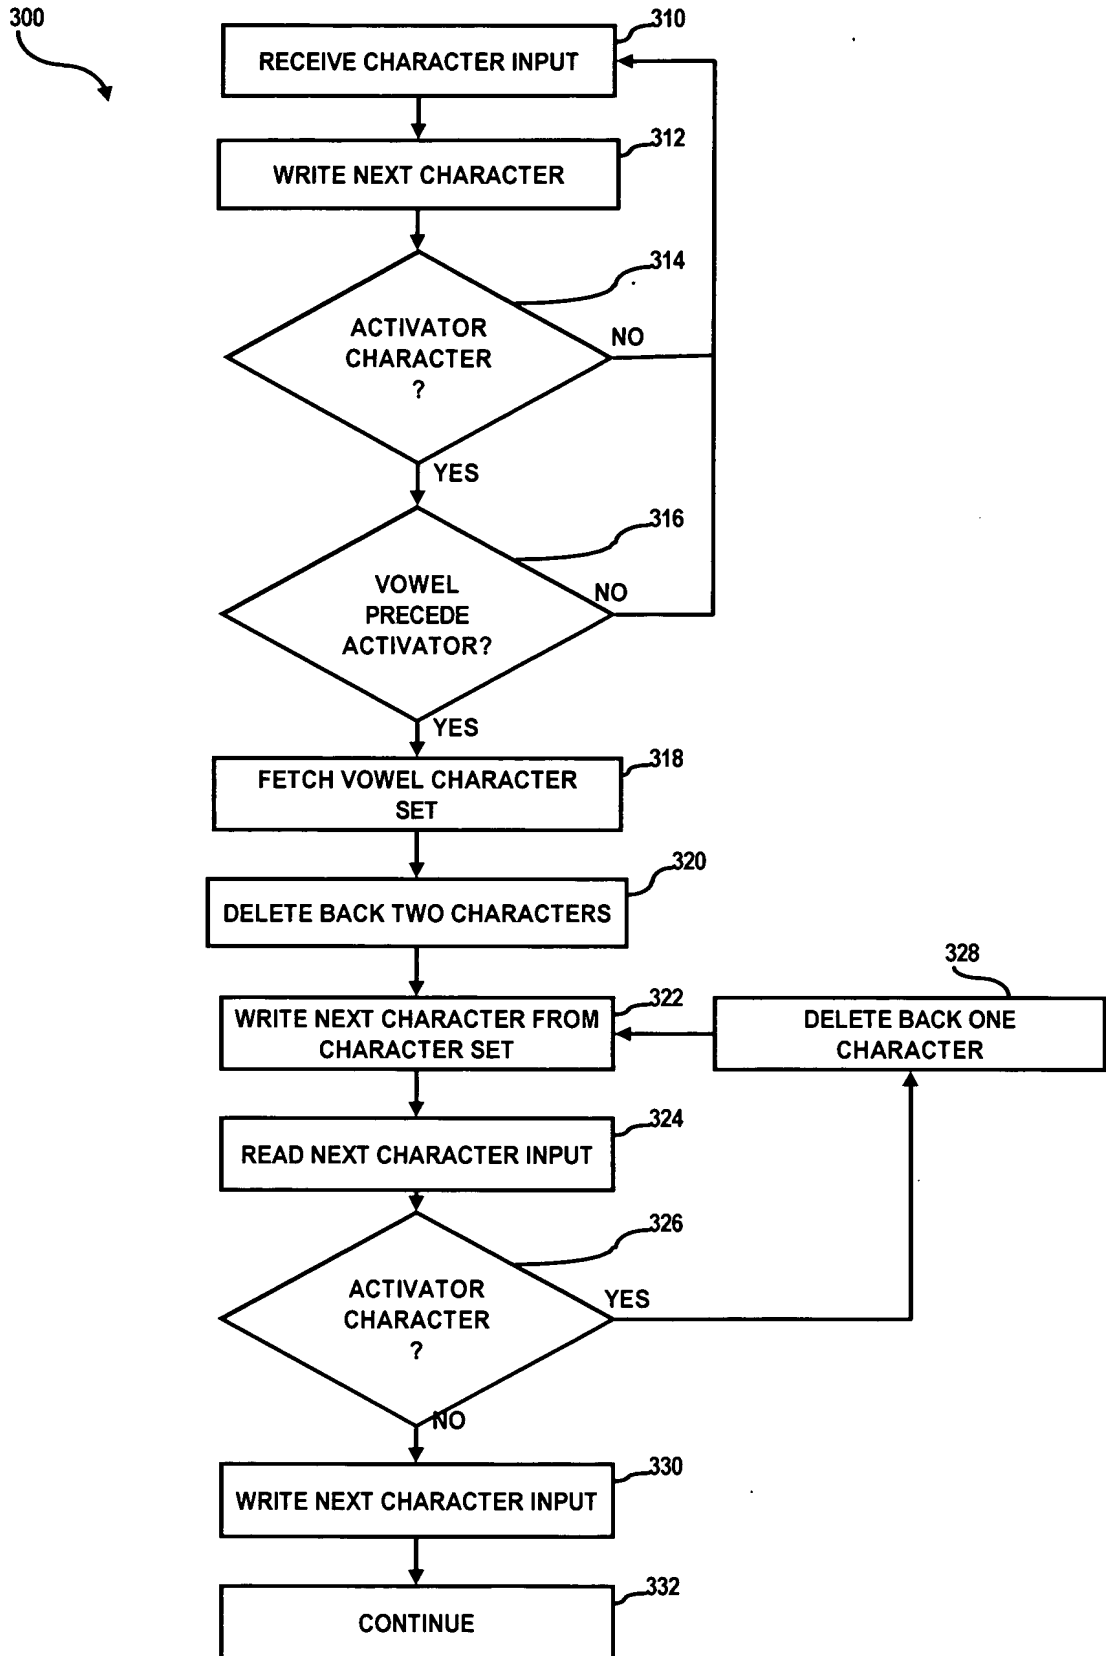 300
310
RECEIVE CHARACTER INPUT
312
WRITE NEXT CHARACTER
314
ACTIVATOR
CHARACTER
?
NO
YES
316
VOWEL
PRECEDE
ACTIVATOR?
NO
YES
318
FETCH VOWEL CHARACTER
SET
320
DELETE BACK TWO CHARACTERS
322
WRITE NEXT CHARACTER FROM
CHARACTER SET
328
DELETE BACK ONE
CHARACTER
324
READ NEXT CHARACTER INPUT
326
ACTIVATOR
CHARACTER
?
YES
NO
330
WRITE NEXT CHARACTER INPUT
332
CONTINUE